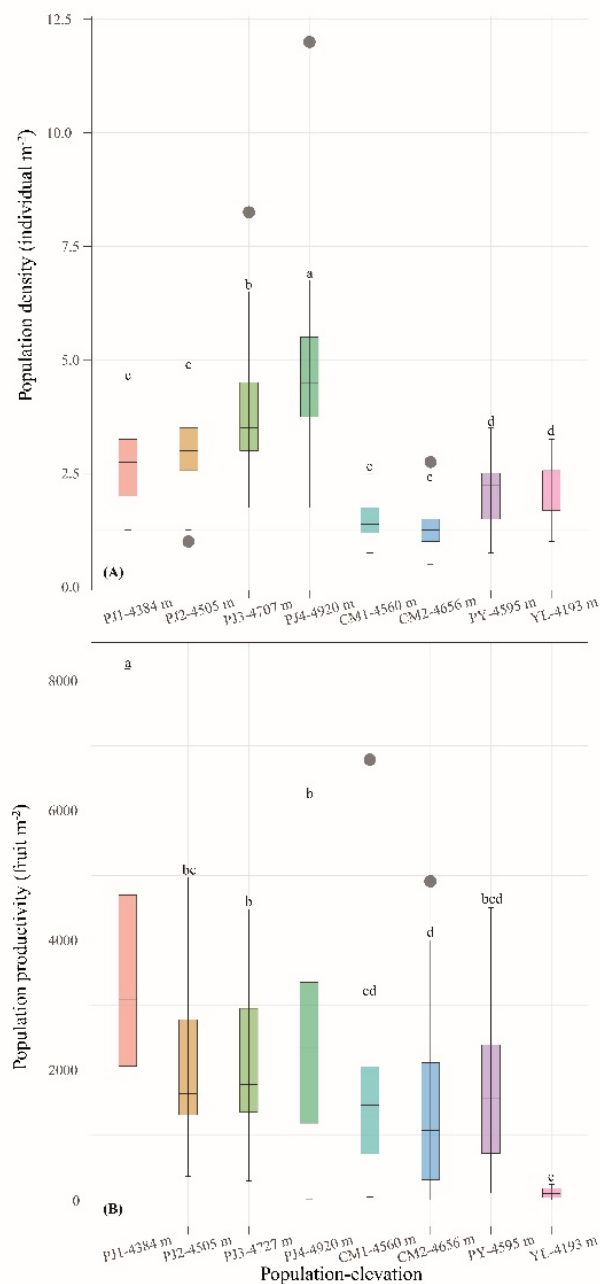 12.5
10.0
7.5
5.0
2.5
0.0
Population density (individual m-2)
a
b
c c
c c
d d
(A)
PJ1-4384 m PJ2-4505 m PJ3-4707 m PJ4-4920 m CM1-4560 m CM2-4656 m PY-4595 m YL-4193 m
8000
6000
4000
2000
0
Population productivity (fruit m-2)
a
b
bc b cd d bcd
e
(B)
PJ1-4384 m PJ2-4505 m PJ3-4727 m PJ4-4920 m CM1-4560 m CM2-4656 m PY-4595 m YL-4193 m
Population-elevation